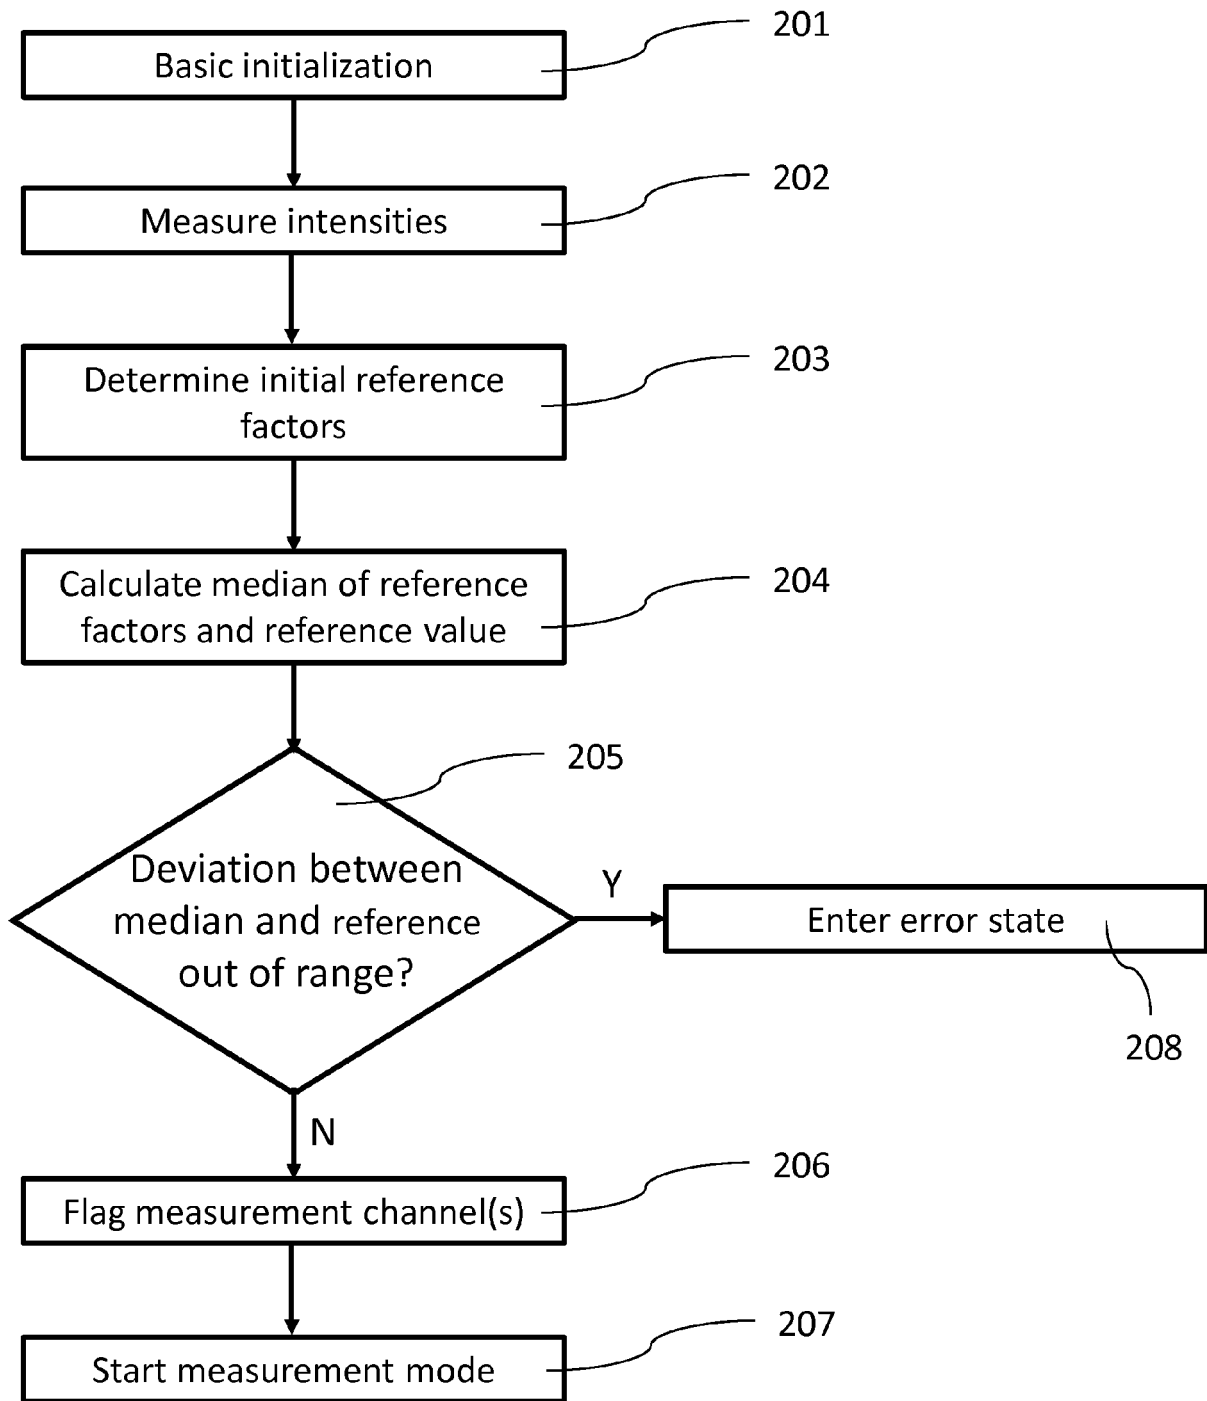 201
Basic initialization
202
Measure intensities
203
Determine initial reference
factors
204
Calculate median of reference
factors and reference value
205
Deviation between
median and reference
out of range?
Y
Enter error state
208
N
206
Flag measurement channel(s)
207
Start measurement mode